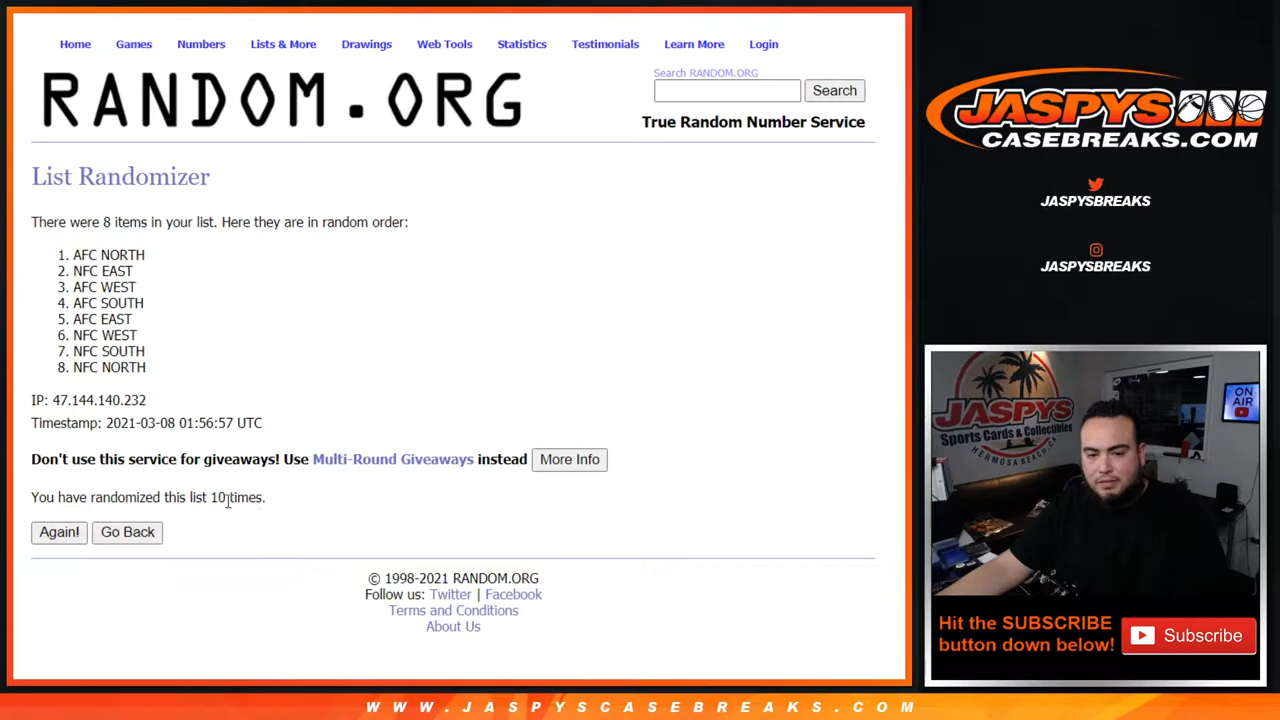 Home Games Numbers Lists & More Drawings Web Tools Statistics Testimonials Learn More Login
RANDOM.ORG
Search RANDOM.ORG
Search
True Random Number Service
List Randomizer
There were 8 items in your list. Here they are in random order:
1. AFC NORTH
2. NFC EAST
3. AFC WEST
4. AFC SOUTH
5. AFC EAST
6. NFC WEST
7. NFC SOUTH
8. NFC NORTH
IP: 47.144.140.232
Timestamp: 2021-03-08 01:56:57 UTC
Don't use this service for giveaways! Use Multi-Round Giveaways instead More Info
You have randomized this list 10 times.
Again! Go Back
© 1998-2021 RANDOM.ORG
Follow us: Twitter | Facebook
Terms and Conditions
About Us
JASPYS
CASEBREAKS.COM
JASPYSBREAKS
JASPYSBREAKS
JASPYS
Sports Cards & Collectibles
HERMOSA BEACH, CA
ON
AIR
Hit the SUBSCRIBE
button down below!
Subscribe
WWW.JASPYSCASEBREAKS.COM